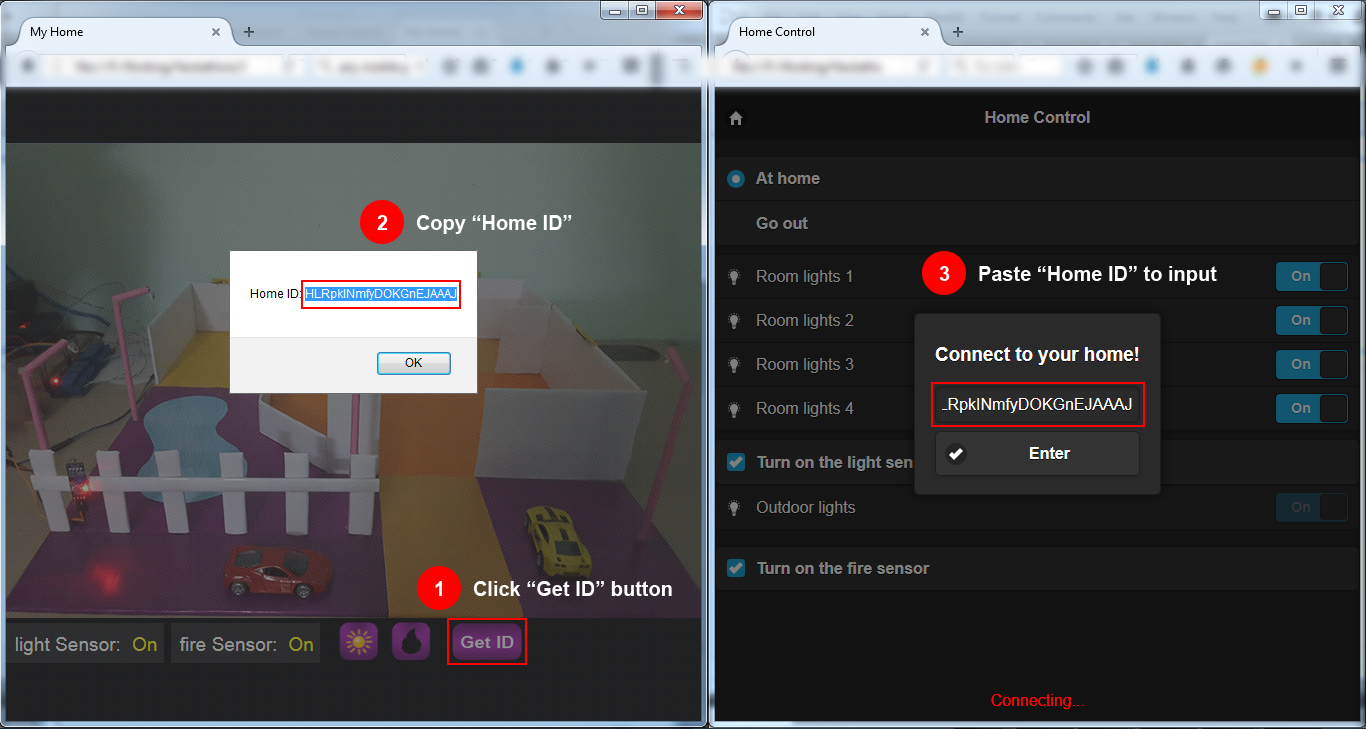 My Home
2 Copy “Home ID”
Home ID: HLRpkINmfyDOKGnEJAAAJ
OK
1 Click “Get ID” button
light Sensor: On
fire Sensor: On
Get ID
Home Control
Home Control
At home
Go out
Room lights 1 On
3 Paste “Home ID” to input
Room lights 2 On
Connect to your home!
Room lights 3 On
RpkINmfyDOKGnEJAAAJ
Room lights 4 On
Enter
Turn on the light sen
Outdoor lights On
Turn on the fire sensor
Connecting...